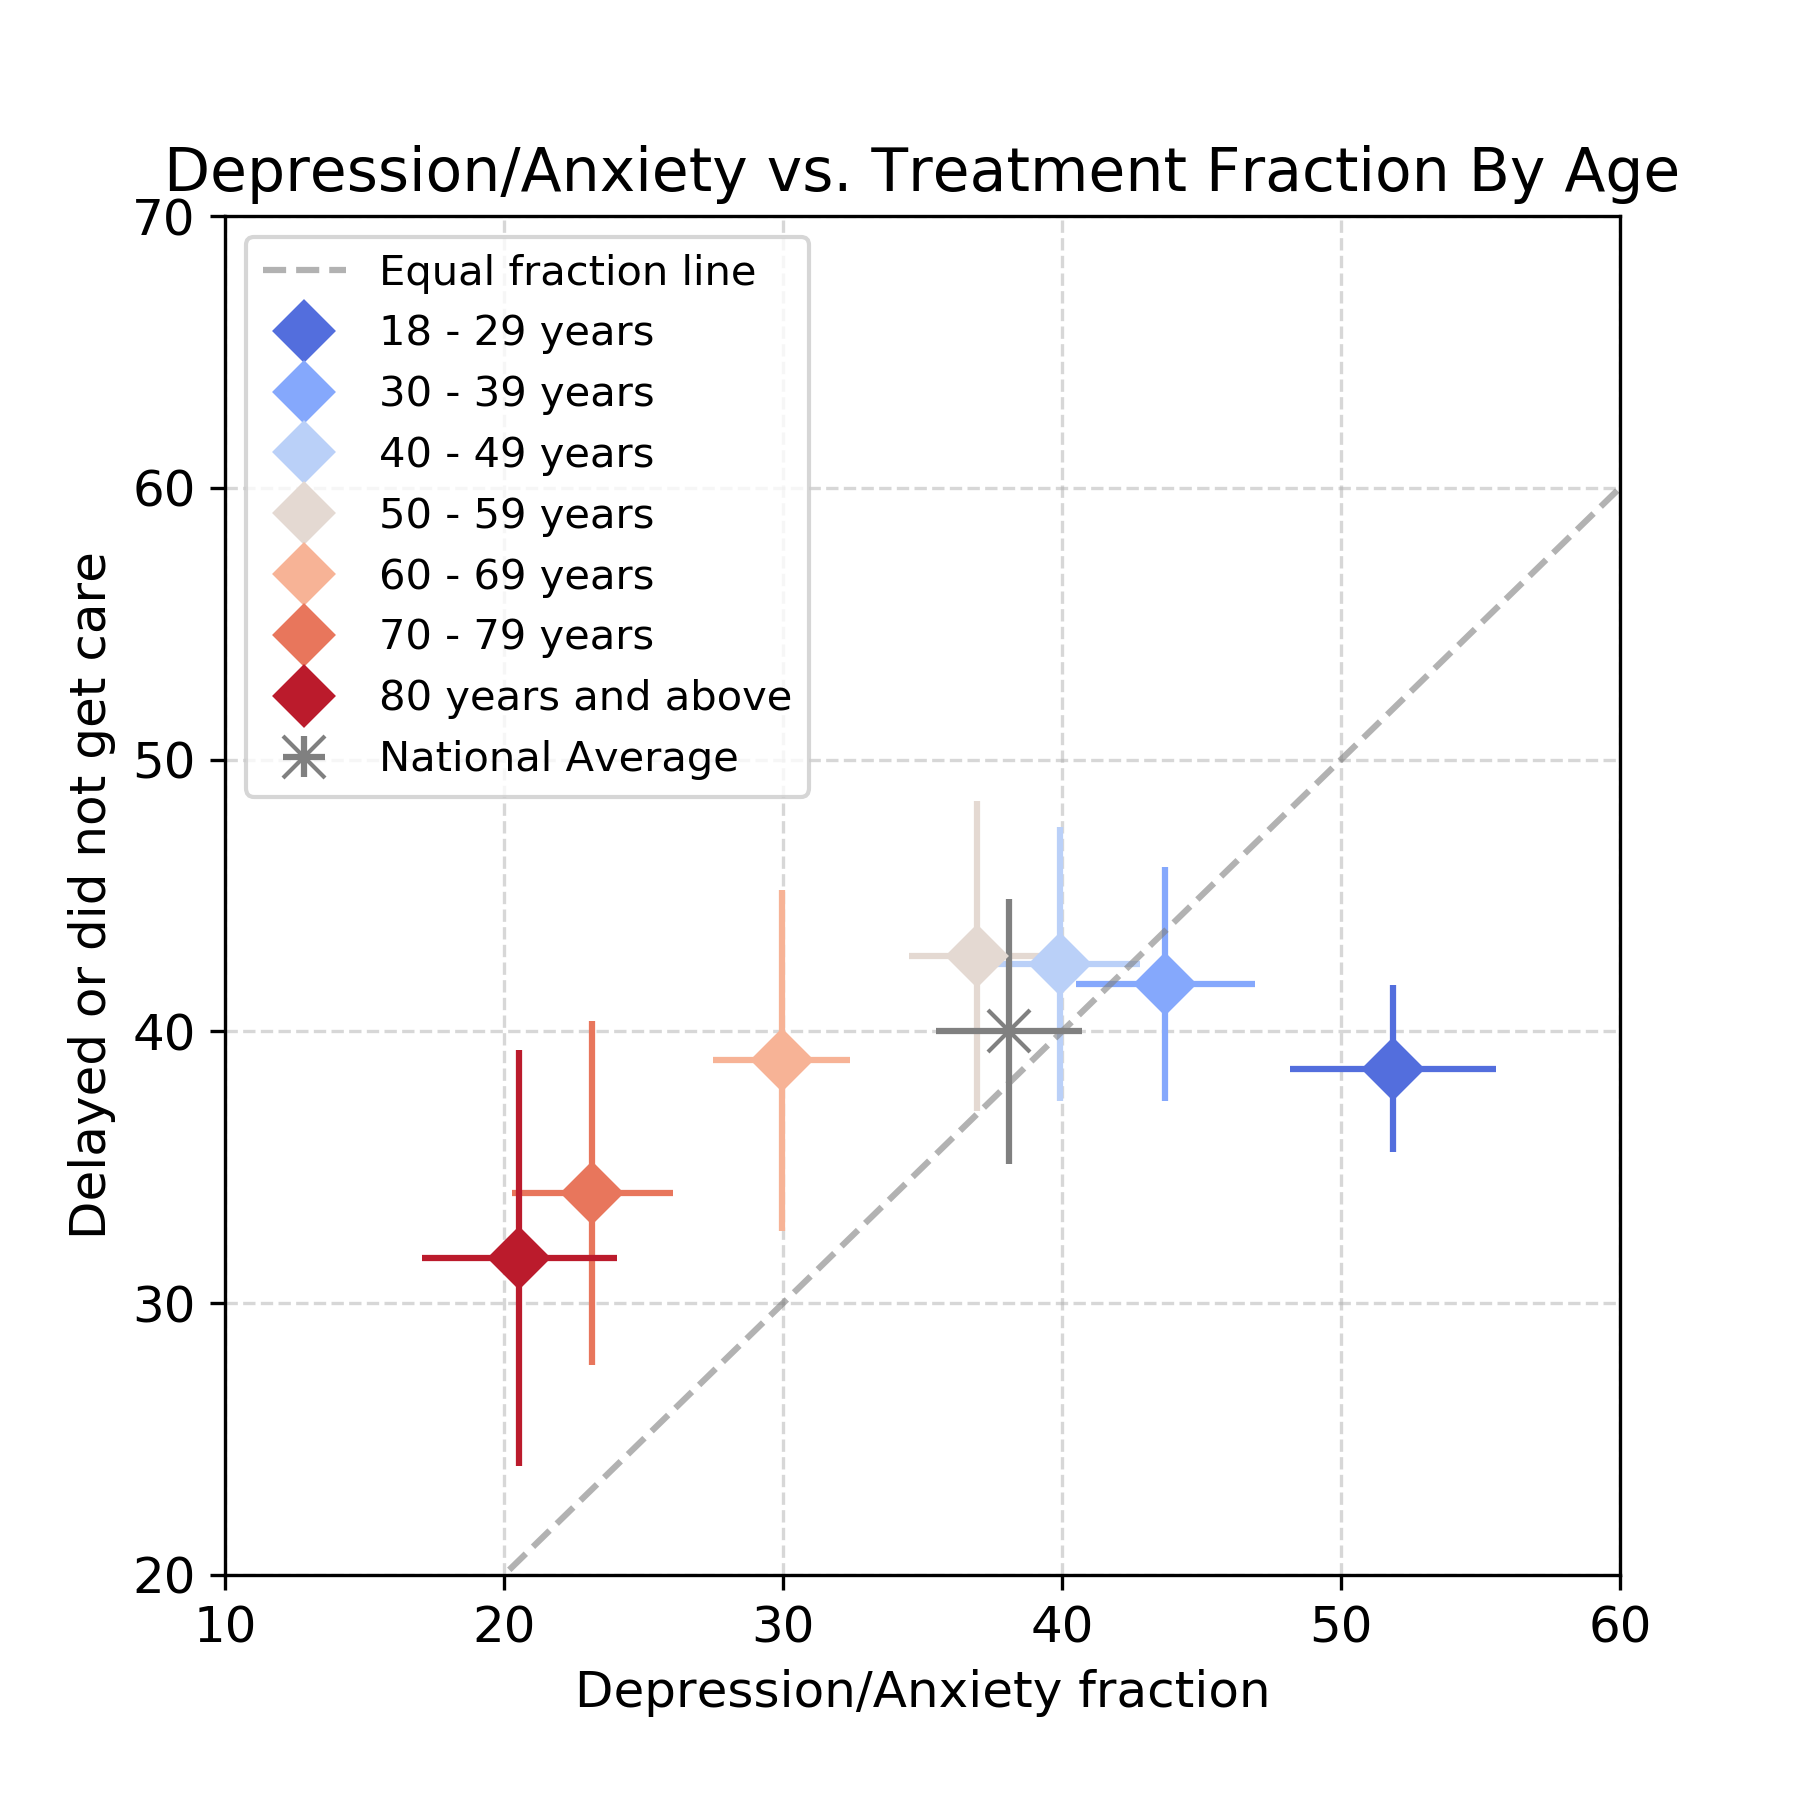 Depression/Anxiety vs. Treatment Fraction By Age
70
60
50
40
30
20
Delayed or did not get care
Equal fraction line
18 - 29 years
30 - 39 years
40 - 49 years
50 - 59 years
60 - 69 years
70 - 79 years
80 years and above
National Average
10 20 30 40 50 60
Depression/Anxiety fraction